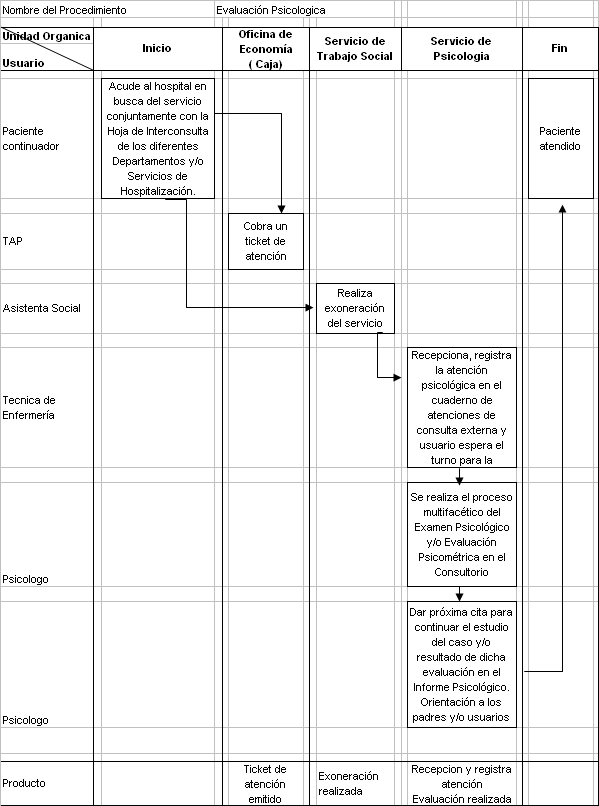 Nombre del Procedimiento
Evaluación Psicologica
Unidad Organica
Usuario
Inicio
Oficina de
Economía
( Caja)
Servicio de
Trabajo Social
Servicio de
Psicologia
Fin
Paciente
continuador
Acude al hospital en
busca del servicio
conjuntamente con la
Hoja de Interconsulta
de los diferentes
Departamentos y/o
Servicios de
Hospitalización.
Paciente
atendido
TAP
Cobra un
ticket de
atención
Asistenta Social
Realiza
exoneración
del servicio
Tecnica de
Enfermería
Recepciona, registra
la atención
psicológica en el
cuaderno de
atenciones de
consulta externa y
usuario espera el
turno para la
Psicologo
Se realiza el proceso
multifacético del
Examen Psicológico
y/o Evaluación
Psicométrica en el
Consultorio
Psicologo
Dar próxima cita para
continuar el estudio
del caso y/o
resultado de dicha
evaluación en el
Informe Psicológico.
Orientación a los
padres y/o usuarios
Producto
Ticket de
atención
emitido
Exoneración
realizada
Recepcion y registra
atención
Evaluación realizada